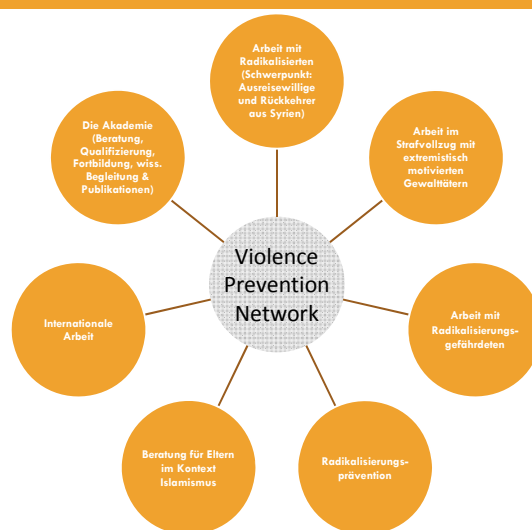 Arbeit mit
Radikalisierten
(Schwerpunkt:
Ausreisewillige
und Rückkehrer
aus Syrien)
Arbeit im
Strafvollzug mit
extremistisch
motivierten
Gewalttätern
Arbeit mit
Radikalisierungs-
gefährdeten
Radikalisierungs-
prävention
Beratung für Eltern
im Kontext
Islamismus
Internationale
Arbeit
Die Akademie
(Beratung,
Qualifizierung,
Fortbildung, wiss.
Begleitung &
Publikationen)
Violence
Prevention
Network